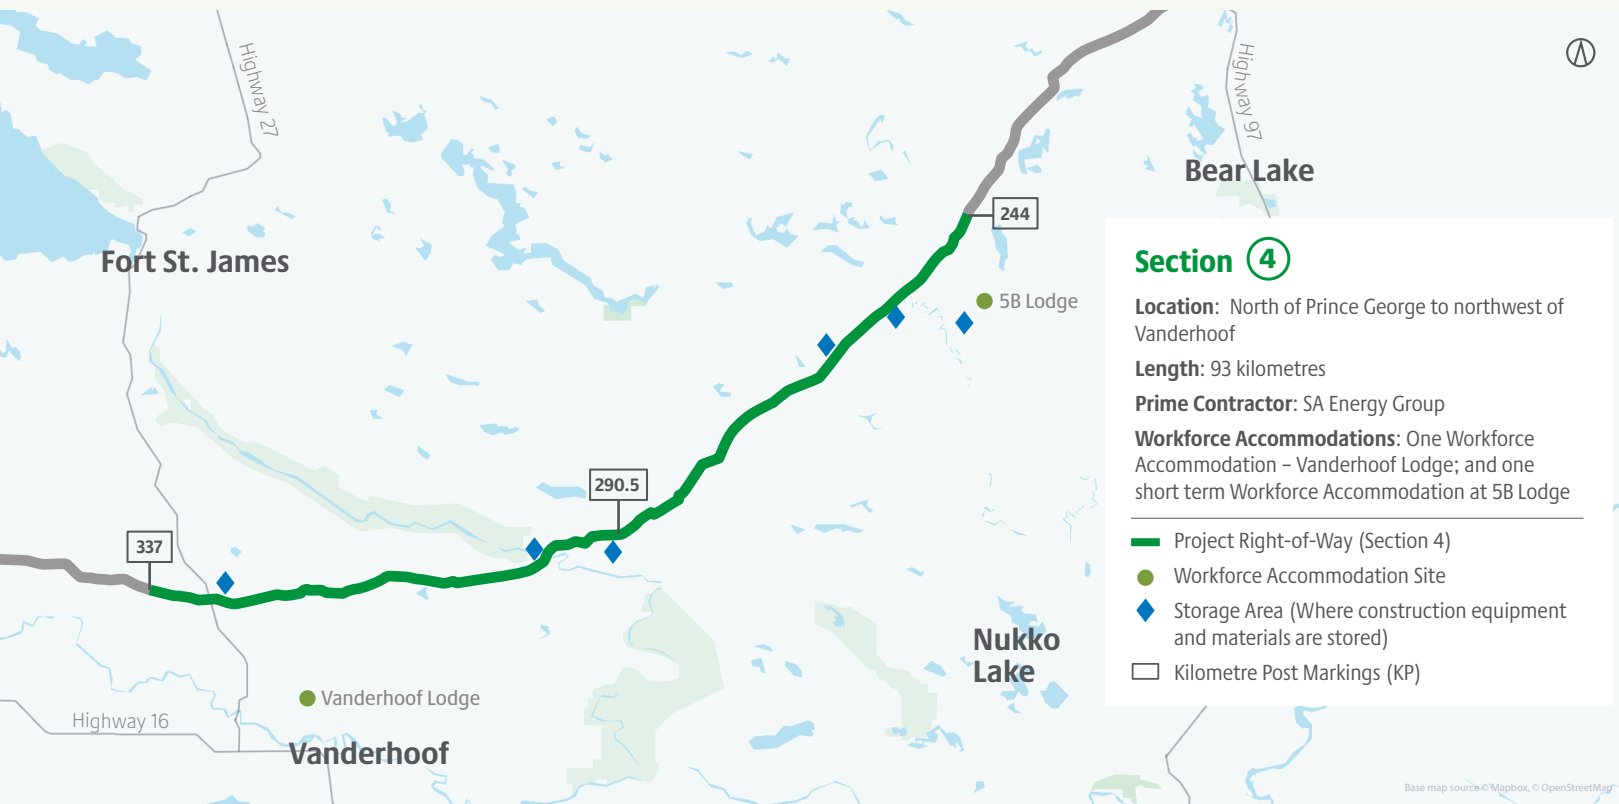 Highway 27
Highway 97
Bear Lake
244
Fort St. James
5B Lodge
290.5
337
Nukko
Lake
Vanderhoof Lodge
Highway 16
Vanderhoof
Section 4
Location: North of Prince George to northwest of
Vanderhoof
Length: 93 kilometres
Prime Contractor: SA Energy Group
Workforce Accommodations: One Workforce
Accommodation – Vanderhoof Lodge; and one
short term Workforce Accommodation at 5B Lodge
Project Right-of-Way (Section 4)
Workforce Accommodation Site
Storage Area (Where construction equipment
and materials are stored)
Kilometre Post Markings (KP)
Base map source © Mapbox, © OpenStreetMap